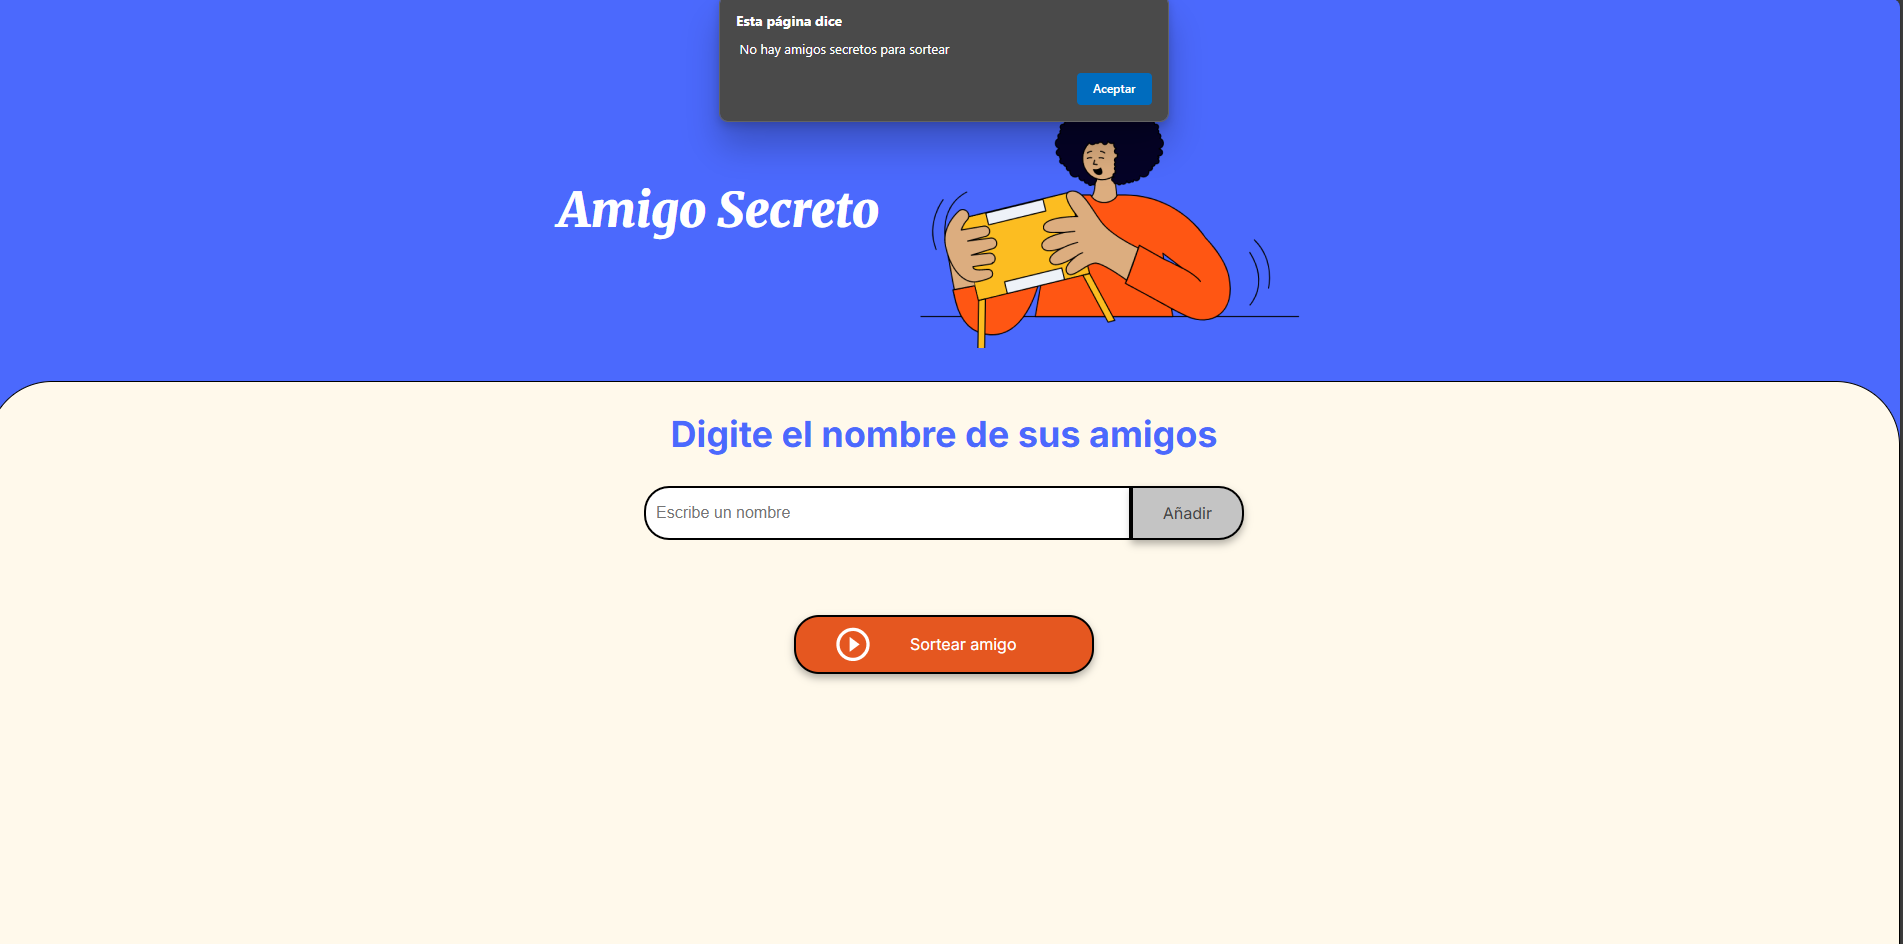 Esta página dice
No hay amigos secretos para sortear
Aceptar
Amigo Secreto
Digite el nombre de sus amigos
Escribe un nombre
Añadir
Sortear amigo